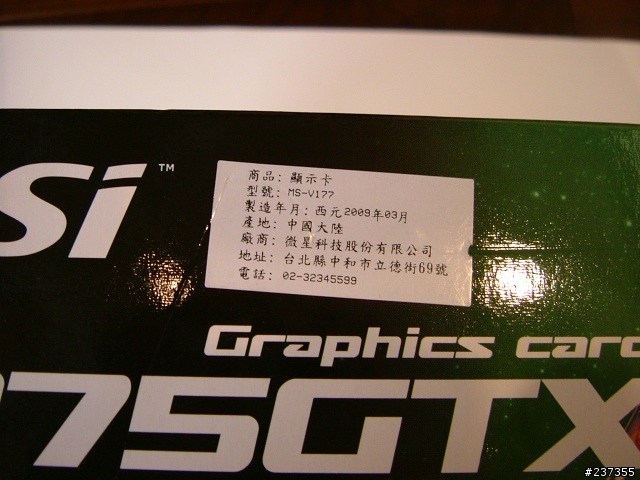 si™
商品: 顯示卡
型號: MS-V177
製造年月: 西元2009年03月
產地: 中國大陸
廠商: 微星科技股份有限公司
地址: 台北縣中和市立德街69號
電話: 02-32345599
Graphics card
75GTX
#237355